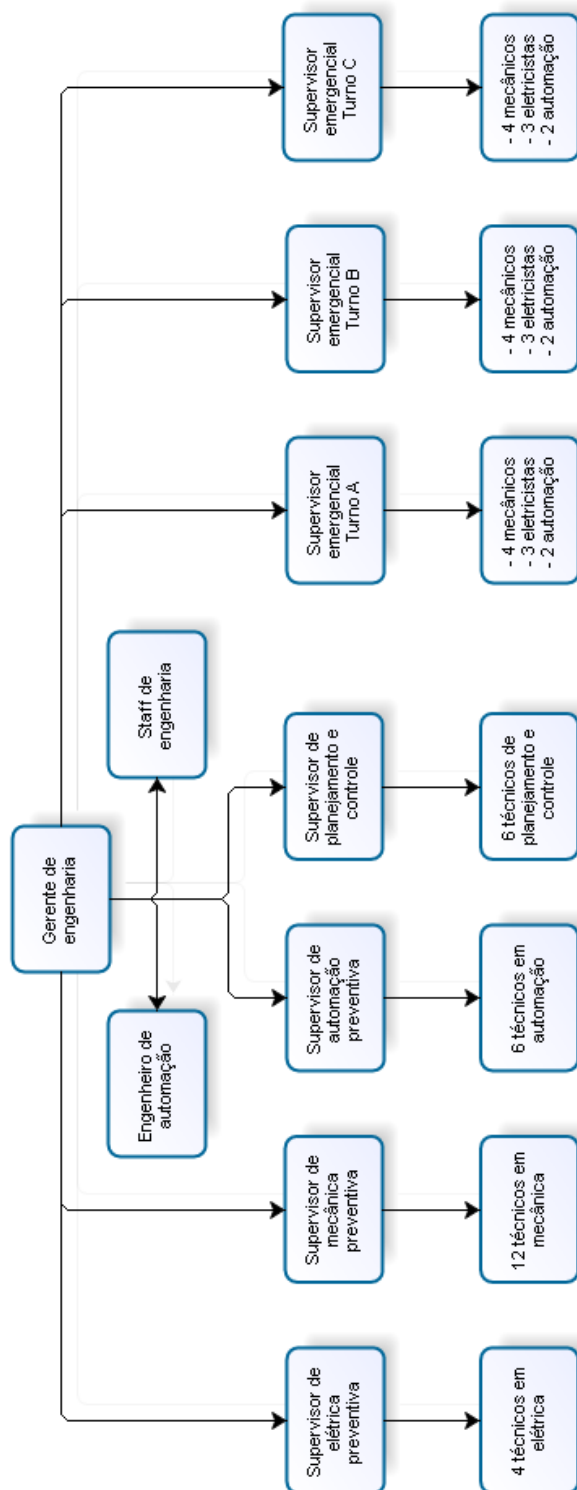 Gerente de
engenharia
Engenheiro de
automação
Staff de
engenharia
Supervisor de
elétrica
preventiva
Supervisor de
mecânica
preventiva
Supervisor de
automação
preventiva
Supervisor de
planejamento e
controle
Supervisor
emergencial
Turno A
Supervisor
emergencial
Turno B
Supervisor
emergencial
Turno C
4 técnicos em
elétrica
12 técnicos em
mecânica
6 técnicos em
automação
6 técnicos de
planejamento e
controle
- 4 mecânicos
- 3 eletricistas
- 2 automação
- 4 mecânicos
- 3 eletricistas
- 2 automação
- 4 mecânicos
- 3 eletricistas
- 2 automação